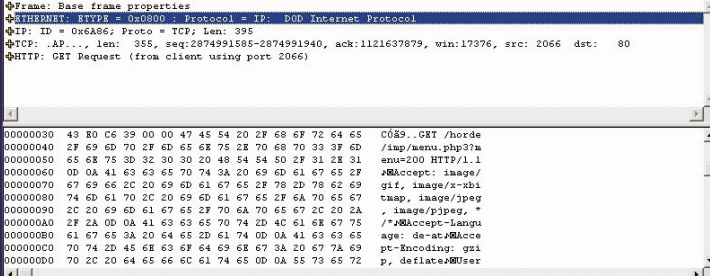 Frame: Base frame properties
ETHERNET: ETYPE = 0x0800 : Protocol = IP: DOD Internet Protocol
IP: ID = 0x6A86; Proto = TCP; Len: 395
TCP: .AP..., len: 355, seq:2874991585-2874991940, ack:1121637879, win:17376, src: 2066 dst: 80
HTTP: GET Request (from client using port 2066)
00000030 43 E0 C6 39 00 00 47 45 54 20 2F 68 6F 72 64 65 CÓã9..GET /horde
00000040 2F 69 6D 70 2F 6D 65 6E 75 2E 70 68 70 33 3F 6D /imp/menu.php3?m
00000050 65 6E 75 3D 32 30 30 20 48 54 54 50 2F 31 2E 31 enu=200 HTTP/1.1
00000060 0D 0A 41 63 63 65 70 74 3A 20 69 6D 61 67 65 2F ♪◙Accept: image/
00000070 67 69 66 2C 20 69 6D 61 67 65 2F 78 2D 78 62 69 gif, image/x-xbi
00000080 74 6D 61 70 2C 20 69 6D 61 67 65 2F 6A 70 65 67 tmap, image/jpeg
00000090 2C 20 69 6D 61 67 65 2F 70 6A 70 65 67 2C 20 2A , image/pjpeg, *
000000A0 2F 2A 0D 0A 41 63 63 65 70 74 2D 4C 61 6E 67 75 /*♪◙Accept-Langu
000000B0 61 67 65 3A 20 64 65 2D 61 74 0D 0A 41 63 63 65 age: de-at♪◙Acce
000000C0 70 74 2D 45 6E 63 6F 64 69 6E 67 3A 20 67 7A 69 pt-Encoding: gzi
000000D0 70 2C 20 64 65 66 6C 61 74 65 0D 0A 55 73 65 72 p, deflate♪◙User